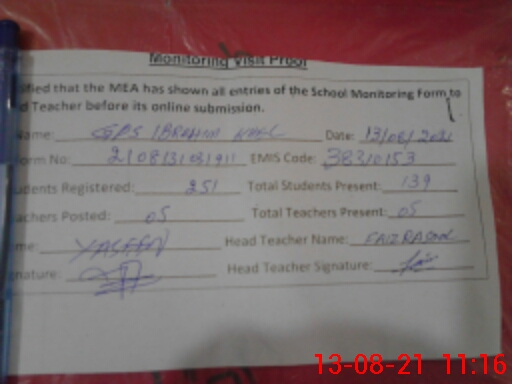 Monitoring Visit Proof
ified that the MEA has shown all entries of the School Monitoring Form to
d Teacher before its online submission.
Name: GPS IBRAHIM KHEL Date: 13/08/2021
orm No: EMIS Code: 38310153
udents Registered: 251 Total Students Present: 139
achers Posted: 05 Total Teachers Present: 05
me: YASEEN Head Teacher Name: FAIZ RASOOL
nature: Head Teacher Signature:
13-08-21 11:16